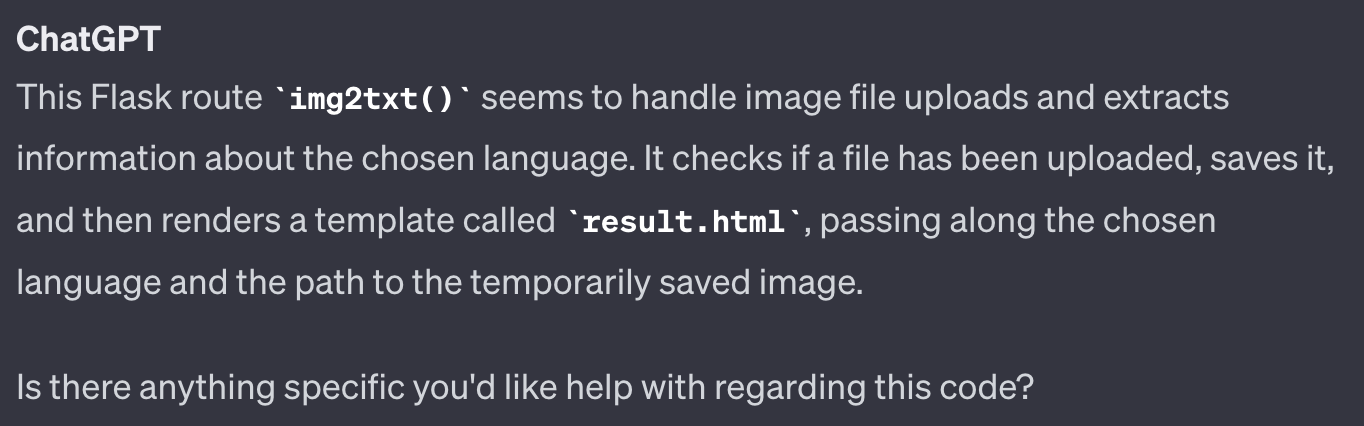 ChatGPT
This Flask route `img2txt()` seems to handle image file uploads and extracts
information about the chosen language. It checks if a file has been uploaded, saves it,
and then renders a template called `result.html`, passing along the chosen
language and the path to the temporarily saved image.
Is there anything specific you'd like help with regarding this code?